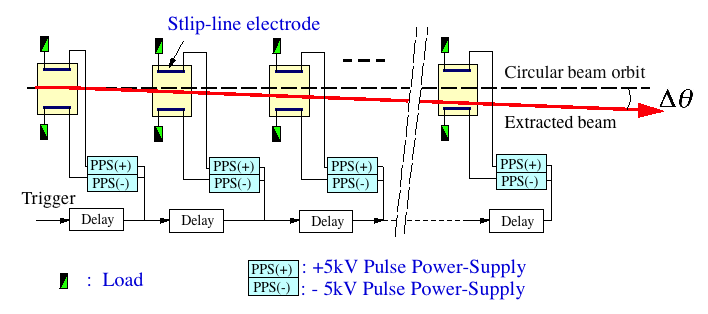 Stlip-line electrode
Circular beam orbit
Δθ
Extracted beam
PPS(+) PPS(+) PPS(+) PPS(+)
PPS(-) PPS(-) PPS(-) PPS(-)
Trigger
Delay Delay Delay Delay
: Load
PPS(+) : +5kV Pulse Power-Supply
PPS(-) : - 5kV Pulse Power-Supply